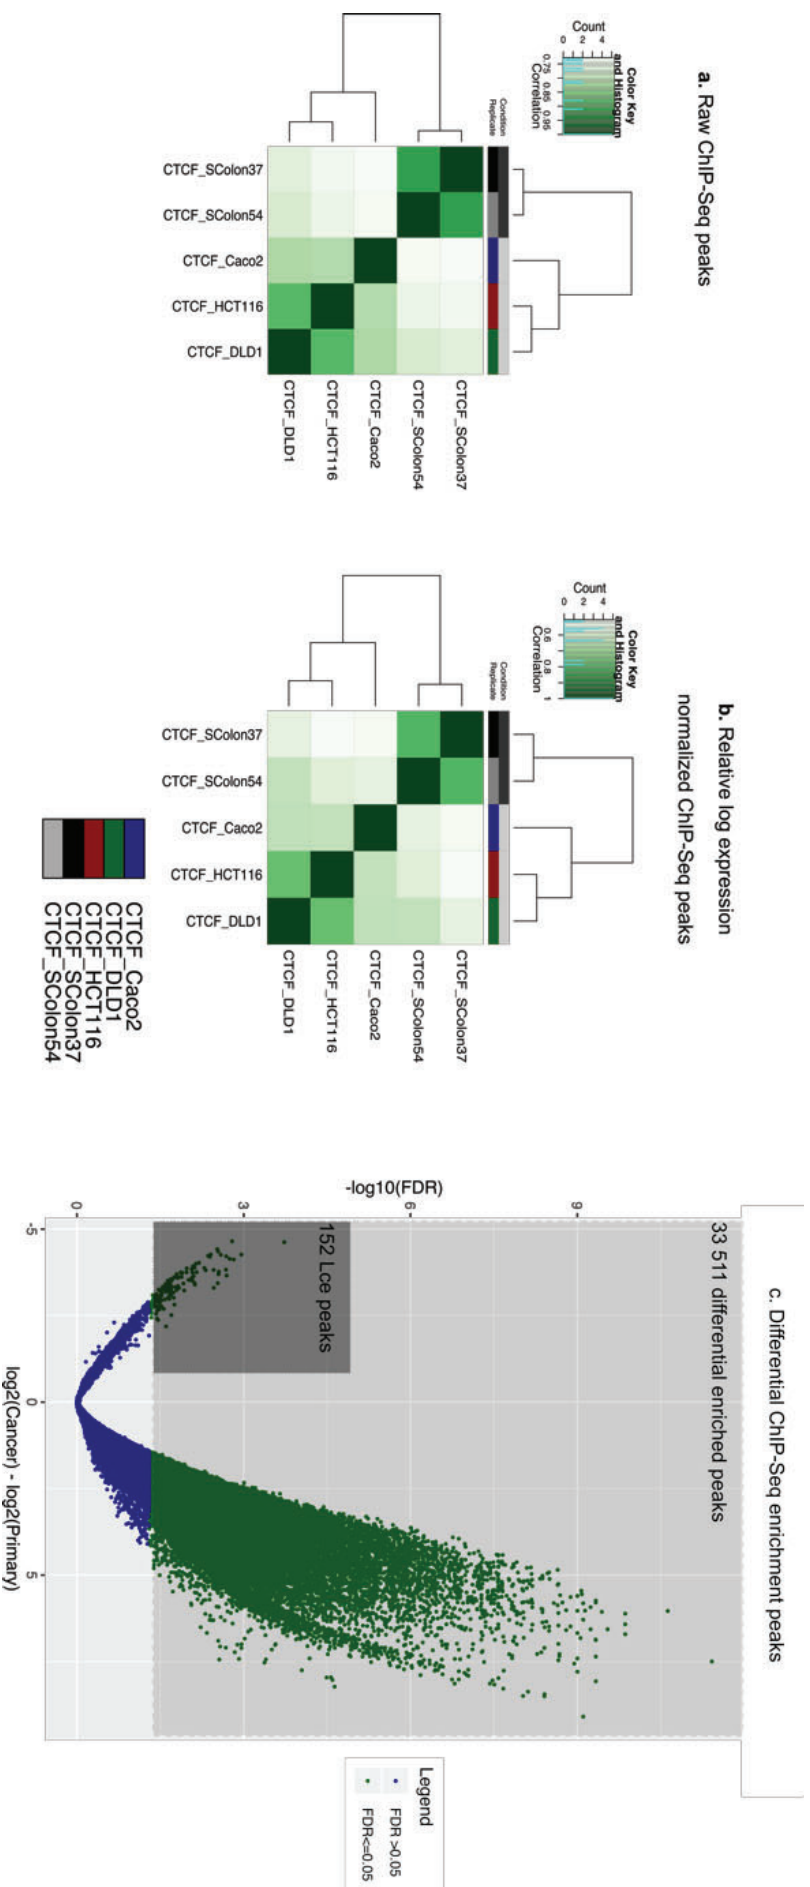 a. Raw ChIP-Seq peaks
Color Key
and Histogram
Count
0 2 4
0.75 0.85 0.95
Correlation
Condition
Replicate
CTCF_SColon37
CTCF_SColon54
CTCF_Caco2
CTCF_HCT116
CTCF_DLD1
CTCF_SColon37
CTCF_SColon54
CTCF_Caco2
CTCF_HCT116
CTCF_DLD1
b. Relative log expression
normalized ChIP-Seq peaks
Color Key
and Histogram
Count
0 2 4
0.6 0.8 1
Correlation
Condition
Replicate
CTCF_SColon37
CTCF_SColon54
CTCF_Caco2
CTCF_HCT116
CTCF_DLD1
CTCF_SColon37
CTCF_SColon54
CTCF_Caco2
CTCF_HCT116
CTCF_DLD1
CTCF_Caco2
CTCF_DLD1
CTCF_HCT116
CTCF_SColon37
CTCF_SColon54
c. Differential ChIP-Seq enrichment peaks
33 511 differential enriched peaks
152 Lce peaks
-log10(FDR)
9
6
3
0
-5 0 5
log2(Cancer) - log2(Primary)
Legend
FDR >0.05
FDR<=0.05